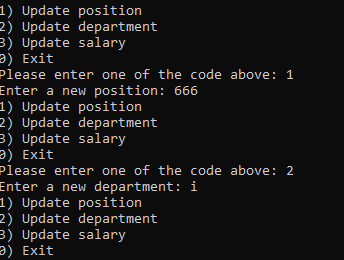 1) Update position
2) Update department
3) Update salary
0) Exit
Please enter one of the code above: 1
Enter a new position: 666
1) Update position
2) Update department
3) Update salary
0) Exit
Please enter one of the code above: 2
Enter a new department: i
1) Update position
2) Update department
3) Update salary
0) Exit